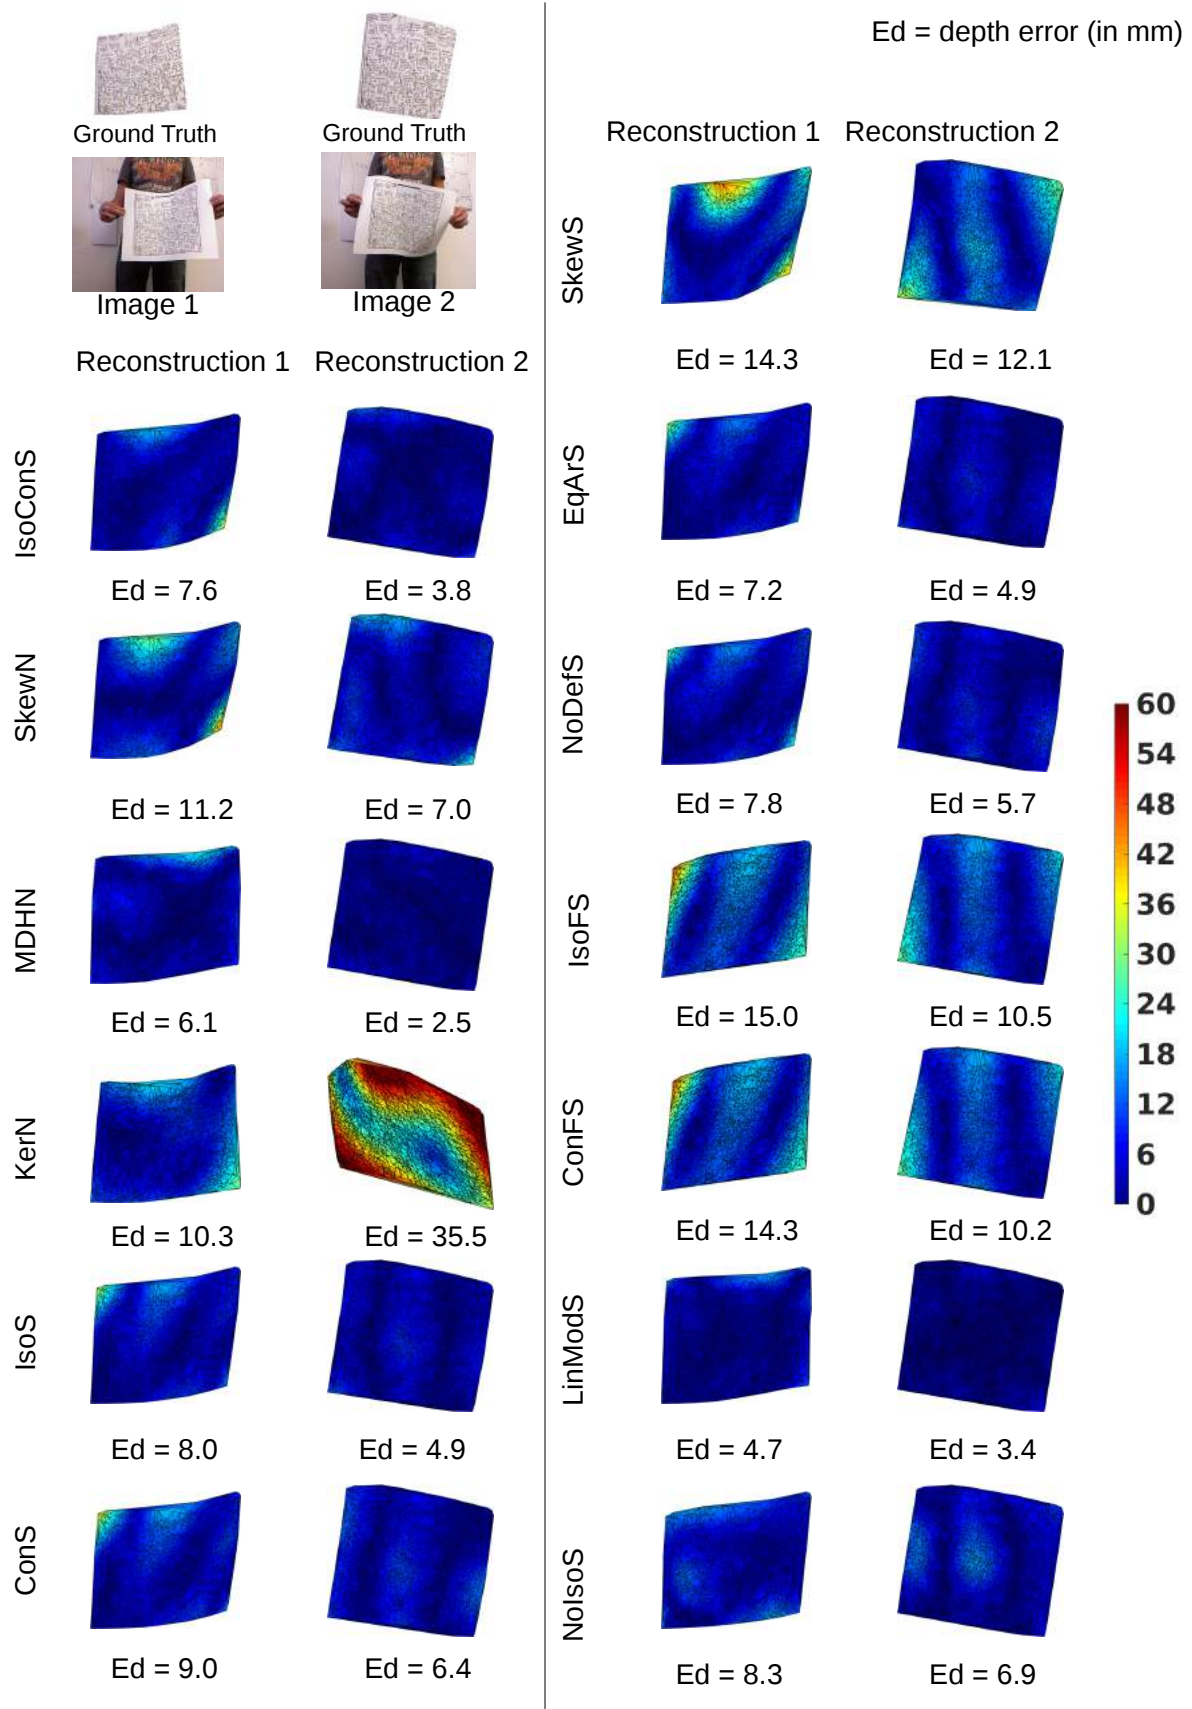 Ed = depth error (in mm)
Ground Truth
Ground Truth
Image 1
Image 2
Reconstruction 1
Reconstruction 2
IsoConS
Ed = 7.6
Ed = 3.8
SkewN
Ed = 11.2
Ed = 7.0
MDHN
Ed = 6.1
Ed = 2.5
KerN
Ed = 10.3
Ed = 35.5
IsoS
Ed = 8.0
Ed = 4.9
ConS
Ed = 9.0
Ed = 6.4
Reconstruction 1
Reconstruction 2
SkewS
Ed = 14.3
Ed = 12.1
EqArS
Ed = 7.2
Ed = 4.9
NoDefS
Ed = 7.8
Ed = 5.7
IsoFS
Ed = 15.0
Ed = 10.5
ConFS
Ed = 14.3
Ed = 10.2
LinModS
Ed = 4.7
Ed = 3.4
NoIsoS
Ed = 8.3
Ed = 6.9
60
54
48
42
36
30
24
18
12
6
0